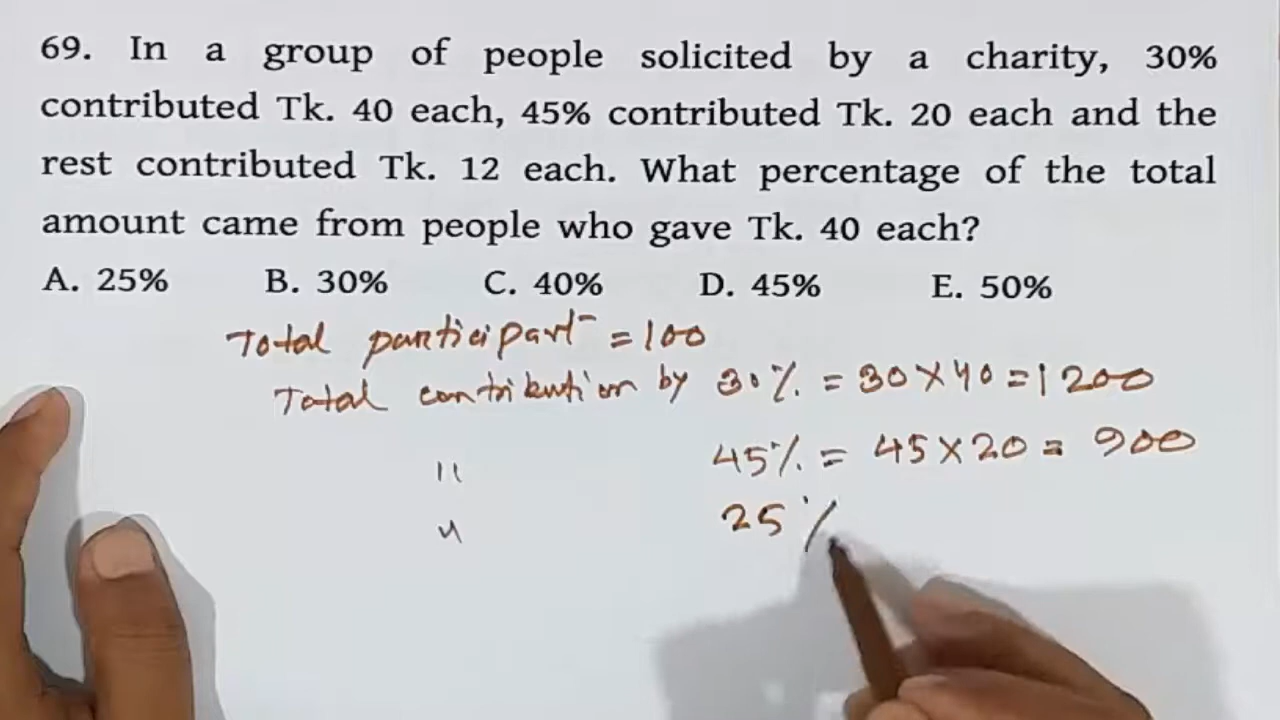 69. In a group of people solicited by a charity, 30%
contributed Tk. 40 each, 45% contributed Tk. 20 each and the
rest contributed Tk. 12 each. What percentage of the total
amount came from people who gave Tk. 40 each?
A. 25% B. 30% C. 40% D. 45% E. 50%
Total participant = 100
Total contribution by 30% = 30 × 40 = 1200
" 45% = 45 × 20 = 900
" 25%